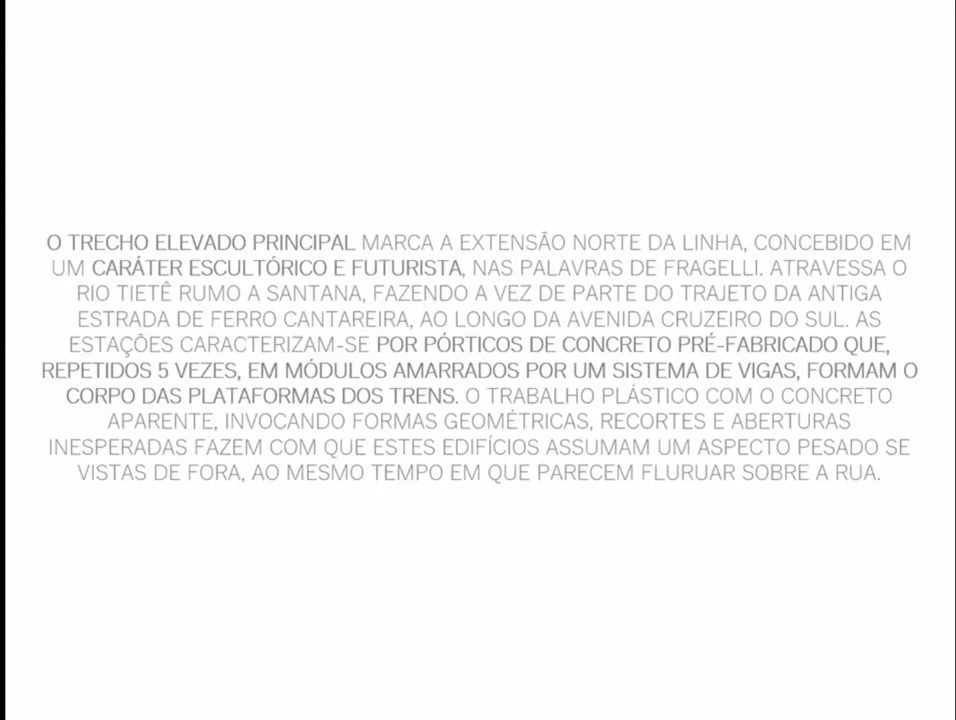 O TRECHO ELEVADO PRINCIPAL MARCA A EXTENSÃO NORTE DA LINHA, CONCEBIDO EM
UM CARÁTER ESCULTÓRICO E FUTURISTA, NAS PALAVRAS DE FRAGELLI. ATRAVESSA O
RIO TIETÊ RUMO A SANTANA, FAZENDO A VEZ DE PARTE DO TRAJETO DA ANTIGA
ESTRADA DE FERRO CANTAREIRA, AO LONGO DA AVENIDA CRUZEIRO DO SUL. AS
ESTAÇÕES CARACTERIZAM-SE POR PÓRTICOS DE CONCRETO PRÉ-FABRICADO QUE,
REPETIDOS 5 VEZES, EM MÓDULOS AMARRADOS POR UM SISTEMA DE VIGAS, FORMAM O
CORPO DAS PLATAFORMAS DOS TRENS. O TRABALHO PLÁSTICO COM O CONCRETO
APARENTE, INVOCANDO FORMAS GEOMÉTRICAS, RECORTES E ABERTURAS
INESPERADAS FAZEM COM QUE ESTES EDIFÍCIOS ASSUMAM UM ASPECTO PESADO SE
VISTAS DE FORA, AO MESMO TEMPO EM QUE PARECEM FLURUAR SOBRE A RUA.